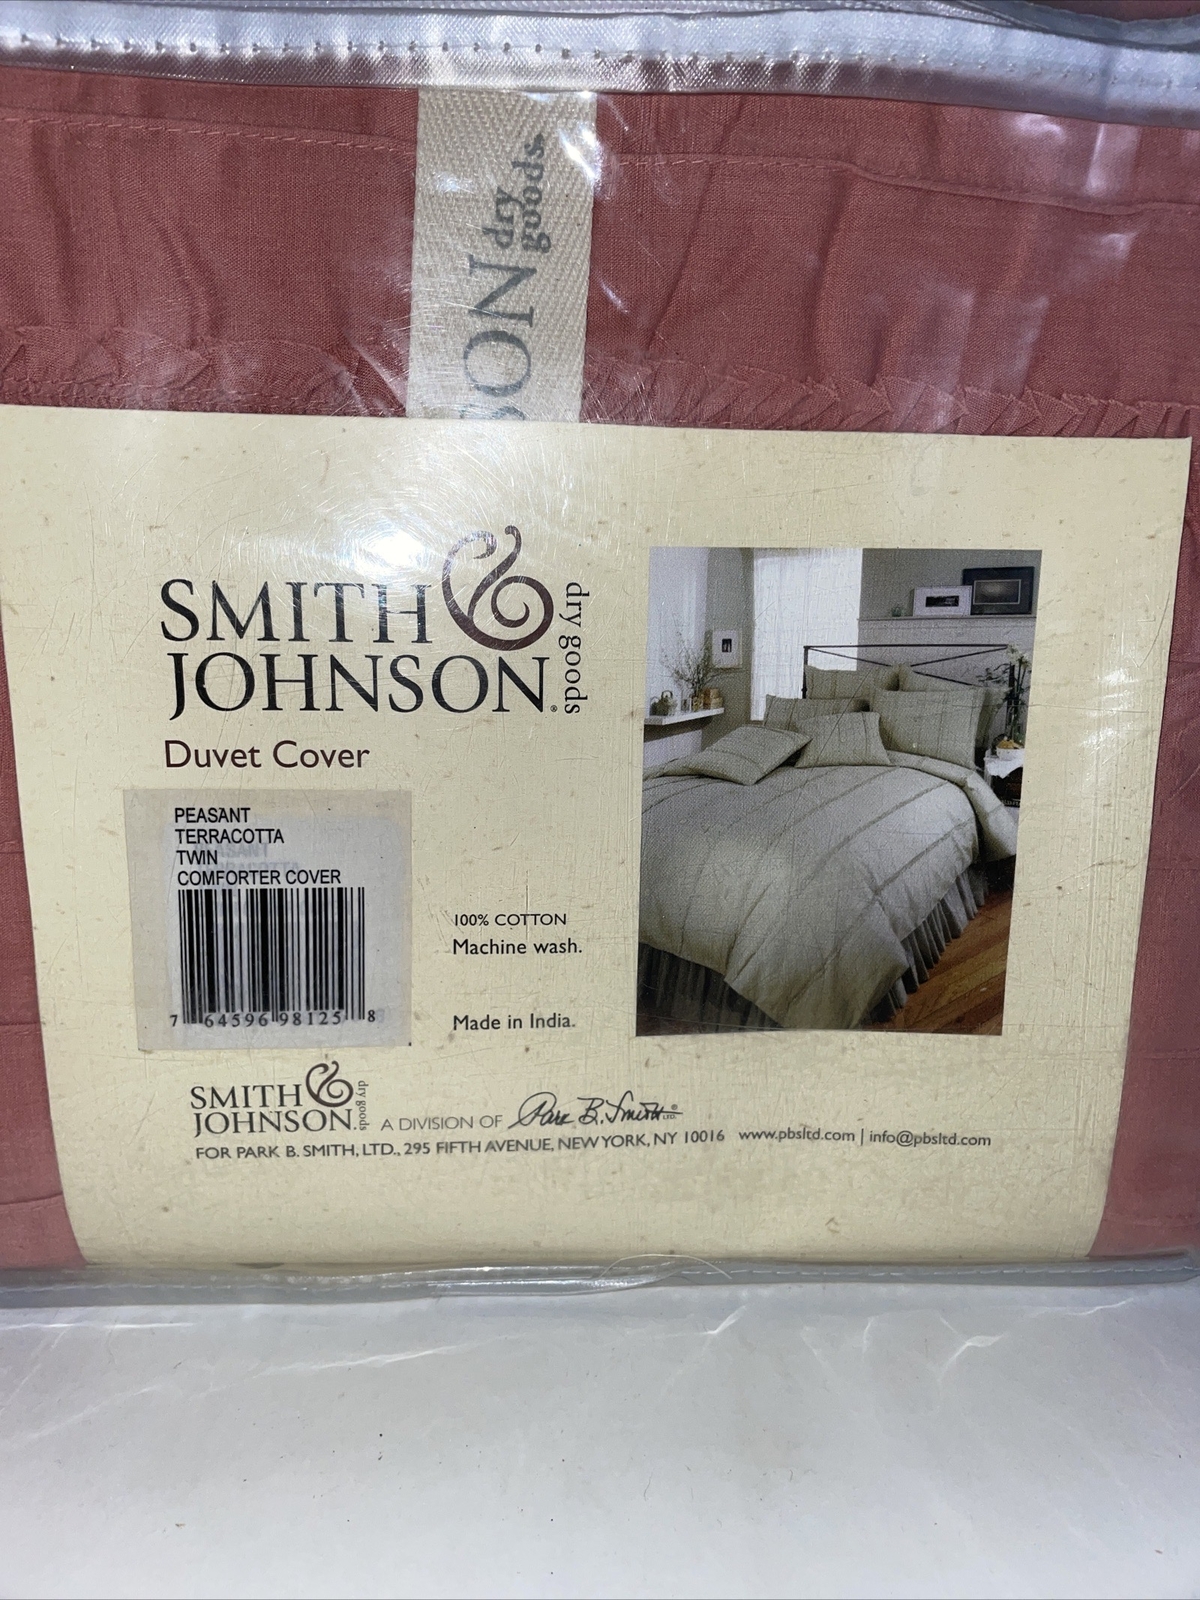 SON dry goods
SMITH & JOHNSON® dry goods
Duvet Cover
PEASANT
TERRACOTTA
TWIN
COMFORTER COVER
7 64596 98125 8
100% COTTON
Machine wash.
Made in India.
SMITH & JOHNSON. dry goods
A DIVISION OF Park B. Smith® LTD.
FOR PARK B. SMITH, LTD., 295 FIFTH AVENUE, NEW YORK, NY 10016 www.pbsltd.com | info@pbsltd.com